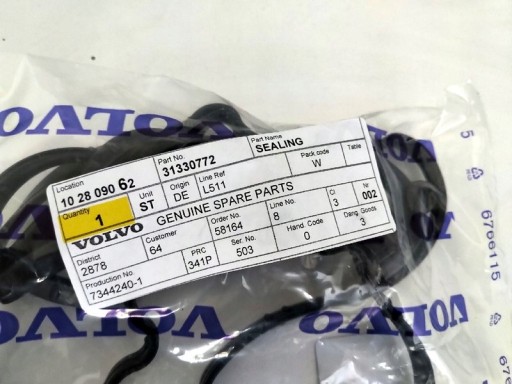 VOLVO
VOLVO
Location
10 28 090 62
Part No.
31330772
Part Name
SEALING
Quantity
1
Unit
ST
Origin
DE
Line Ref
L511
Pack code
W
Table
VOLVO GENUINE SPARE PARTS
District
2878
Customer
64
Order No.
58164
Line No.
8
CI
3
Nr
002
Production No.
7344240-1
PRC
341P
Ser. No.
503
Hand. Code
0
Dang. Goods
3
VOLVO
VOLVO
5
6766115